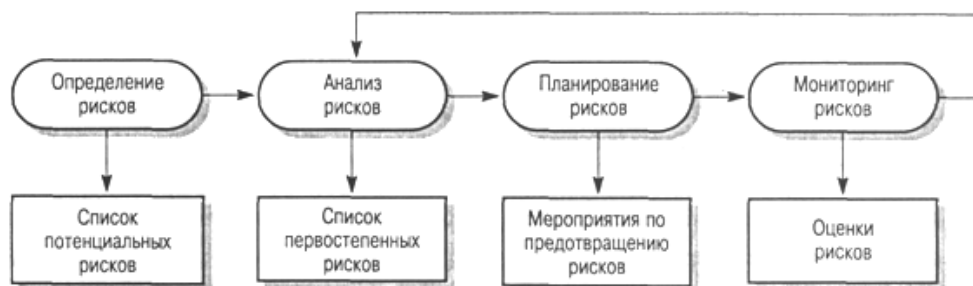 Определение
рисков
Анализ
рисков
Планирование
рисков
Мониторинг
рисков
Список
потенциальных
рисков
Список
первостепенных
рисков
Мероприятия по
предотвращению
рисков
Оценки
рисков